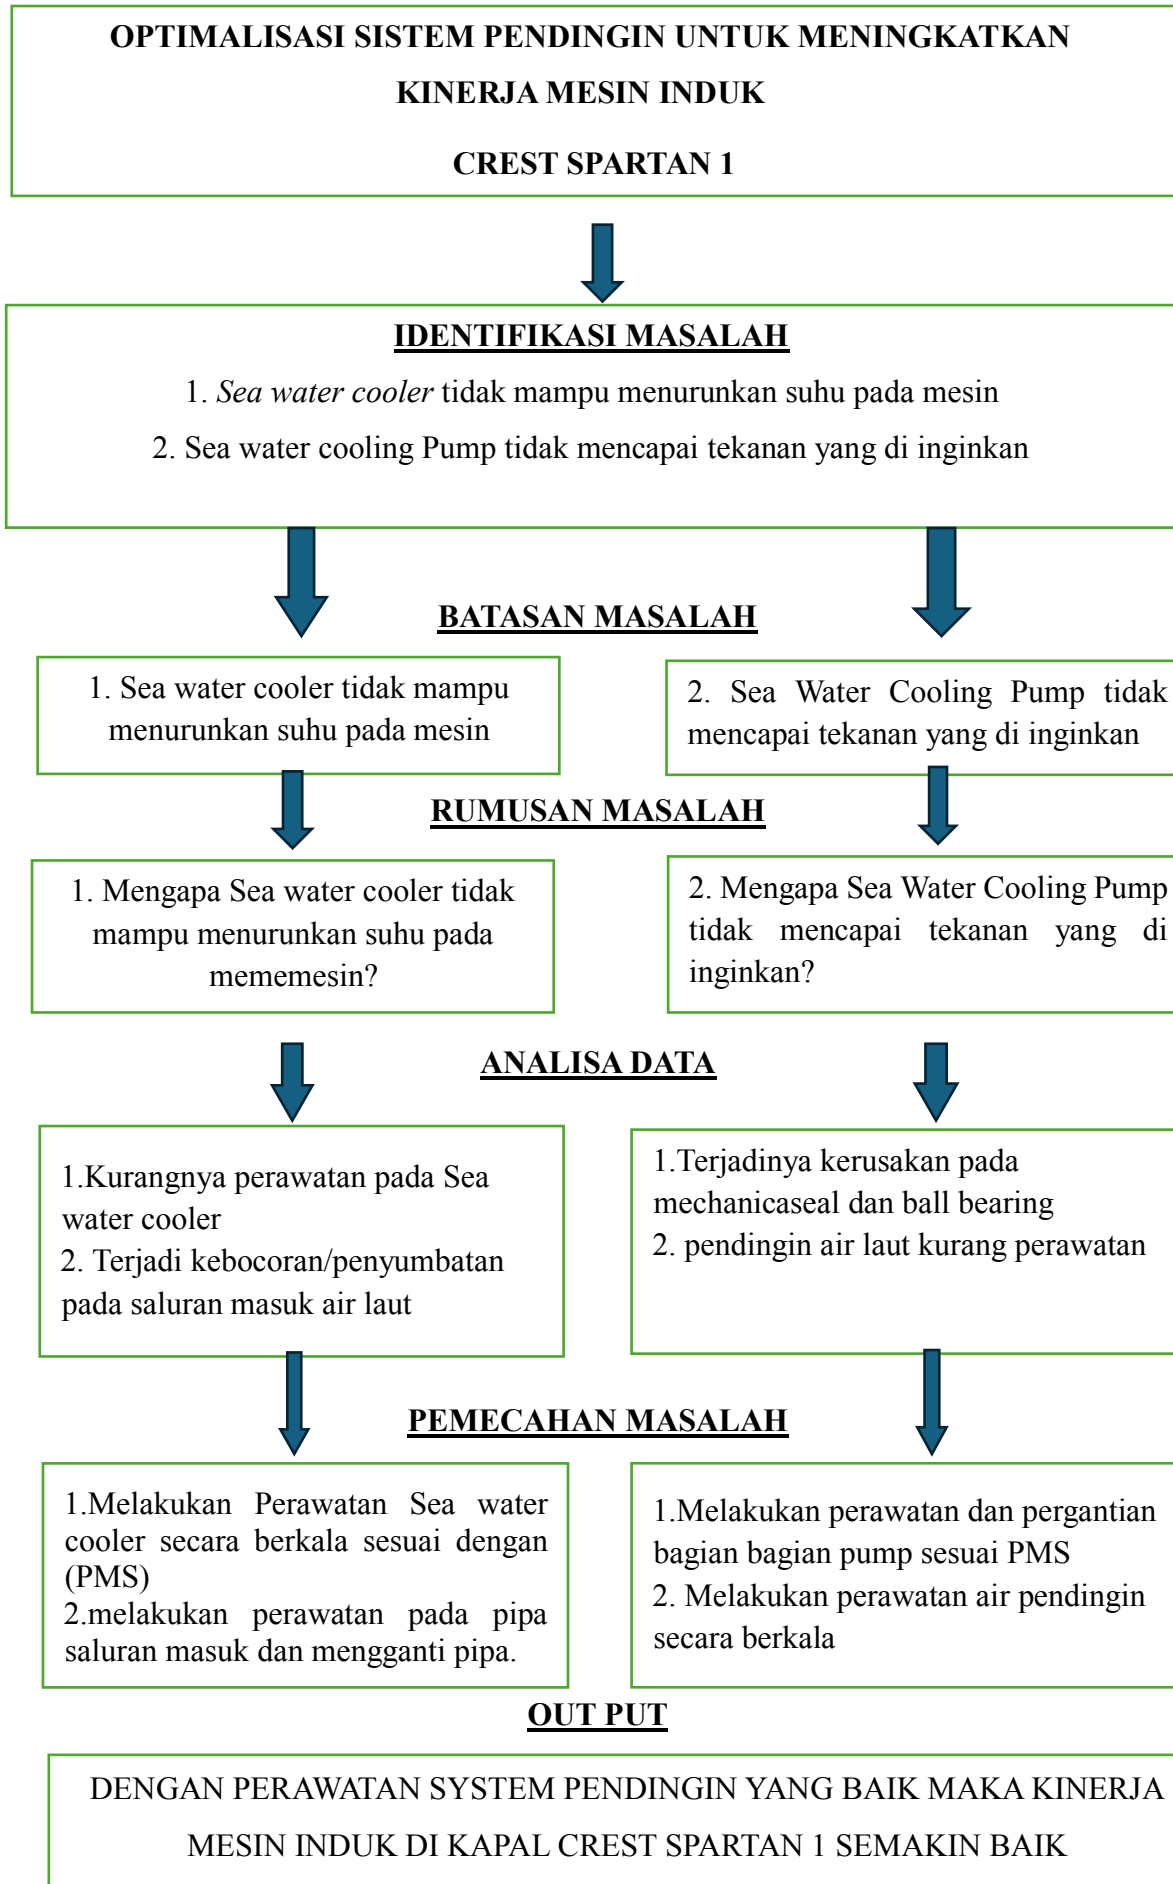 OPTIMALISASI SISTEM PENDINGIN UNTUK MENINGKATKAN
KINERJA MESIN INDUK
CREST SPARTAN 1
IDENTIFIKASI MASALAH
1. Sea water cooler tidak mampu menurunkan suhu pada mesin
2. Sea water cooling Pump tidak mencapai tekanan yang di inginkan
BATASAN MASALAH
1. Sea water cooler tidak mampu
menurunkan suhu pada mesin
2. Sea Water Cooling Pump tidak
mencapai tekanan yang di inginkan
RUMUSAN MASALAH
1. Mengapa Sea water cooler tidak
mampu menurunkan suhu pada
mememesin?
2. Mengapa Sea Water Cooling Pump
tidak mencapai tekanan yang di
inginkan?
ANALISA DATA
1.Kurangnya perawatan pada Sea
water cooler
2. Terjadi kebocoran/penyumbatan
pada saluran masuk air laut
1.Terjadinya kerusakan pada
mechanicaseal dan ball bearing
2. pendingin air laut kurang perawatan
PEMECAHAN MASALAH
1.Melakukan Perawatan Sea water
cooler secara berkala sesuai dengan
(PMS)
2.melakukan perawatan pada pipa
saluran masuk dan mengganti pipa.
1.Melakukan perawatan dan pergantian
bagian bagian pump sesuai PMS
2. Melakukan perawatan air pendingin
secara berkala
OUT PUT
DENGAN PERAWATAN SYSTEM PENDINGIN YANG BAIK MAKA KINERJA
MESIN INDUK DI KAPAL CREST SPARTAN 1 SEMAKIN BAIK